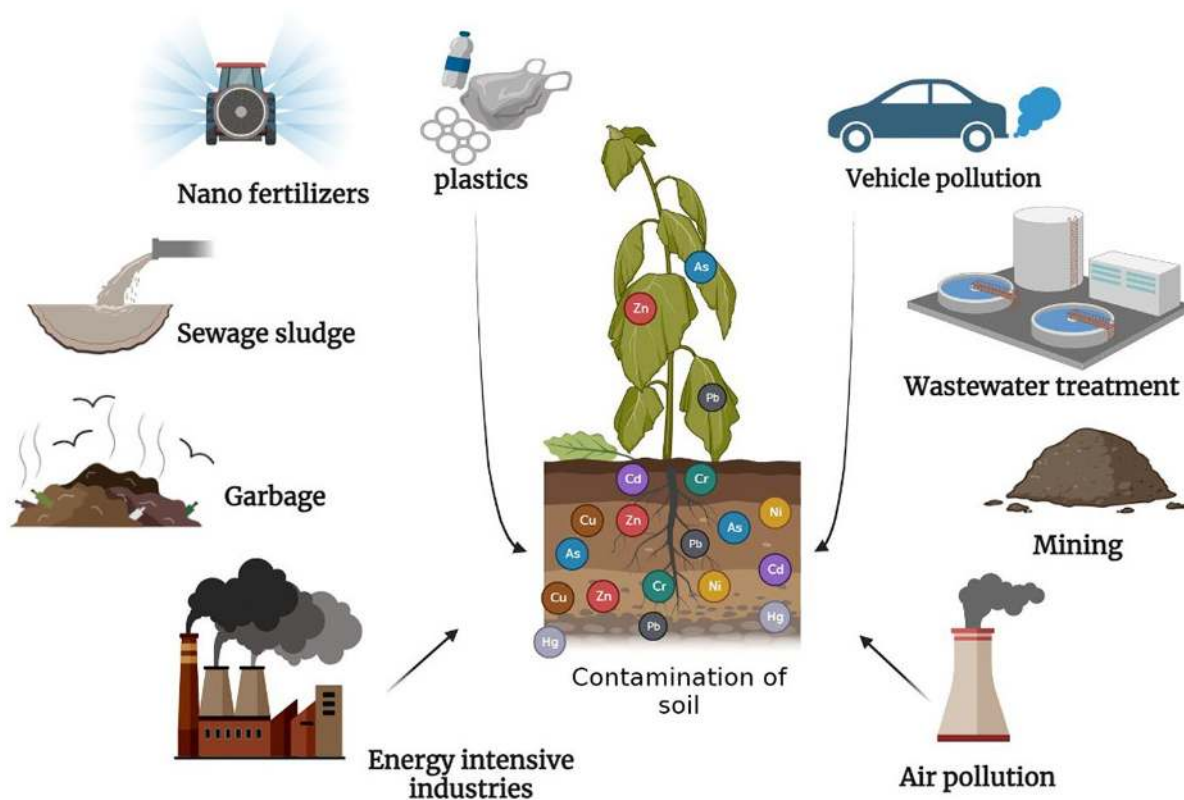 Nano fertilizers
plastics
Vehicle pollution
Sewage sludge
Wastewater treatment
Garbage
Mining
Energy intensive
industries
Air pollution
As
Zn
Pb
Cd
Cr
Cu
Zn
As
Ni
As
Pb
Cd
Cu
Zn
Cr
Ni
Hg
Pb
Hg
Contamination of
soil